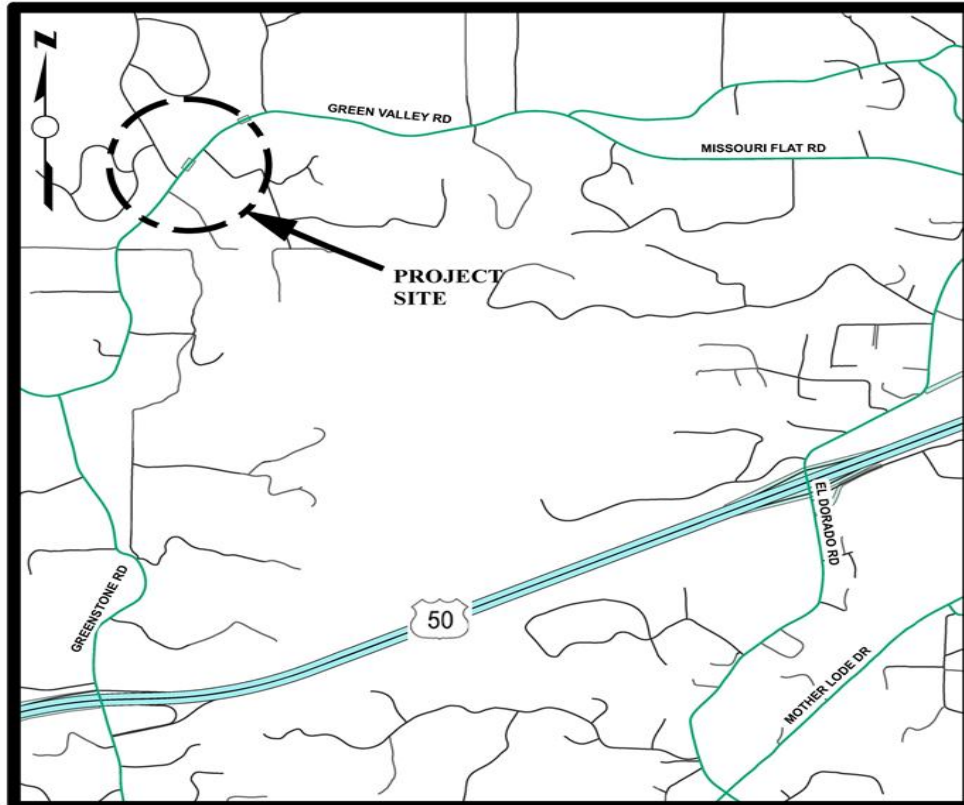 N
GREEN VALLEY RD
MISSOURI FLAT RD
PROJECT
SITE
EL DORADO RD
GREENSTONE RD
50
MOTHER LODE DR